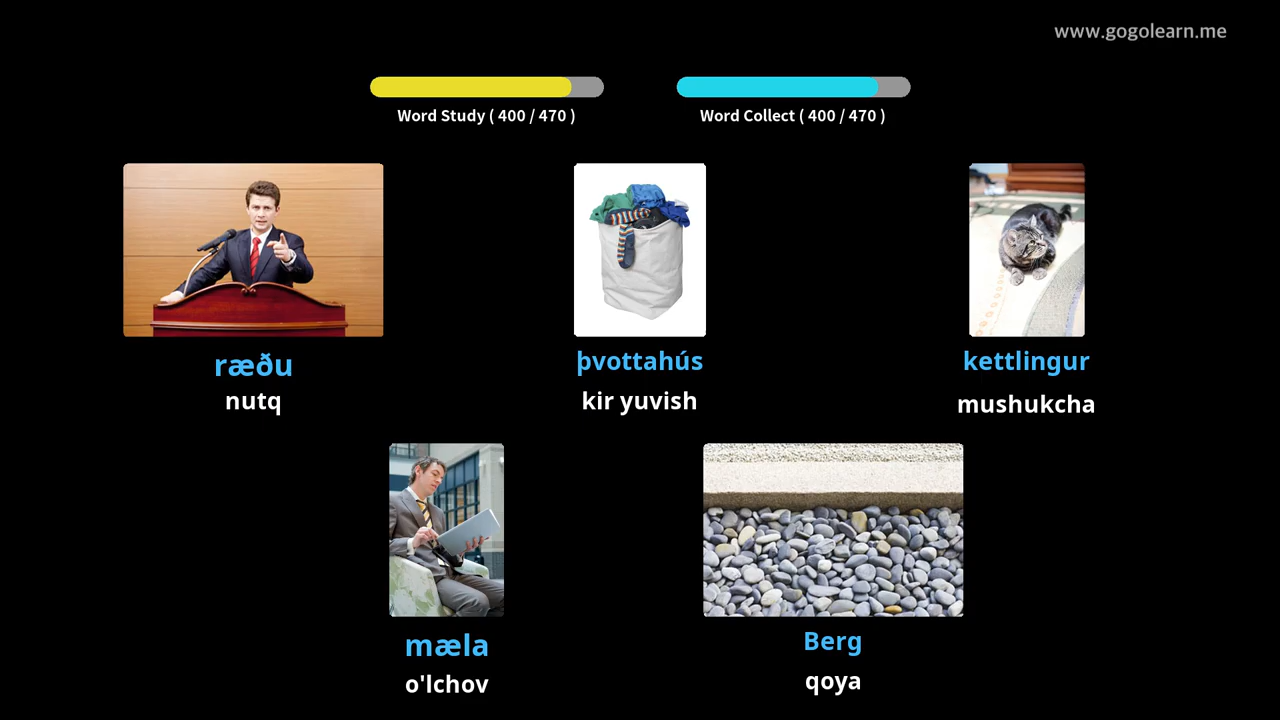 www.gogolearn.me
Word Study ( 400 / 470 )
Word Collect ( 400 / 470 )
ræðu
nutq
þvottahús
kir yuvish
kettlingur
mushukcha
mæla
o'lchov
Berg
qoya